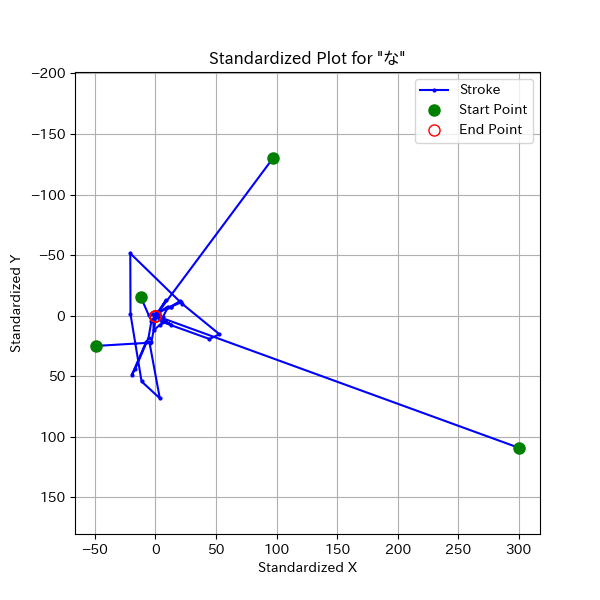 Standardized Plot for "な"
Stroke
Start Point
End Point
−200
−150
−100
−50
0
50
100
150
Standardized Y
−50 0 50 100 150 200 250 300
Standardized X